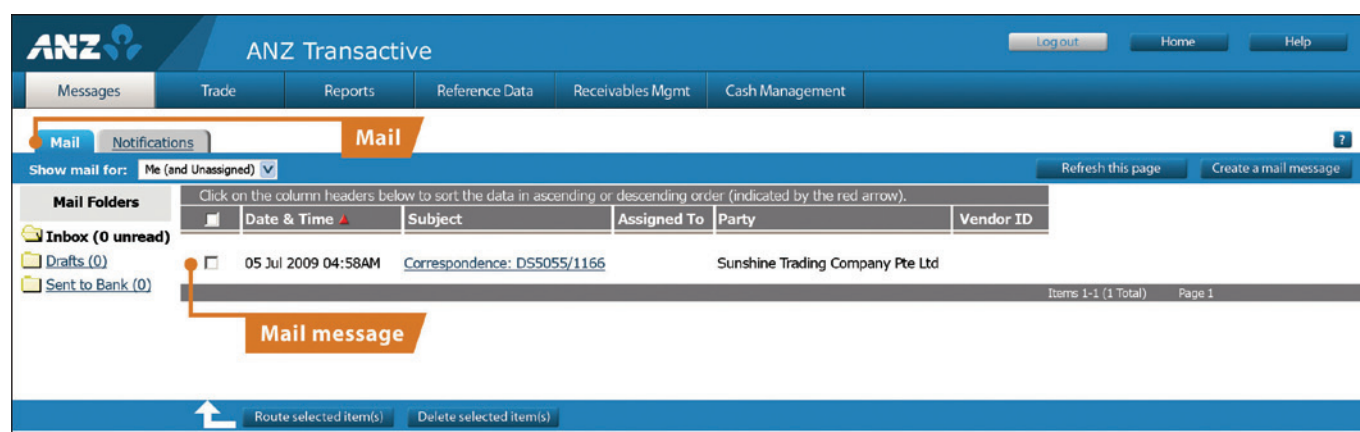 ANZ
ANZ Transactive
Logout Home Help
Messages Trade Reports Reference Data Receivables Mgmt Cash Management
Mail Notifications Mail ?
Show mail for: Me (and Unassigned) Refresh this page Create a mail message
Mail Folders Click on the column headers below to sort the data in ascending or descending order (indicated by the red arrow).
Date & Time Subject Assigned To Party Vendor ID
Inbox (0 unread)
Drafts (0) 05 Jul 2009 04:58AM Correspondence: DS5055/1166 Sunshine Trading Company Pte Ltd
Sent to Bank (0)
Items 1-1 (1 Total) Page 1
Mail message
Route selected item(s) Delete selected item(s)